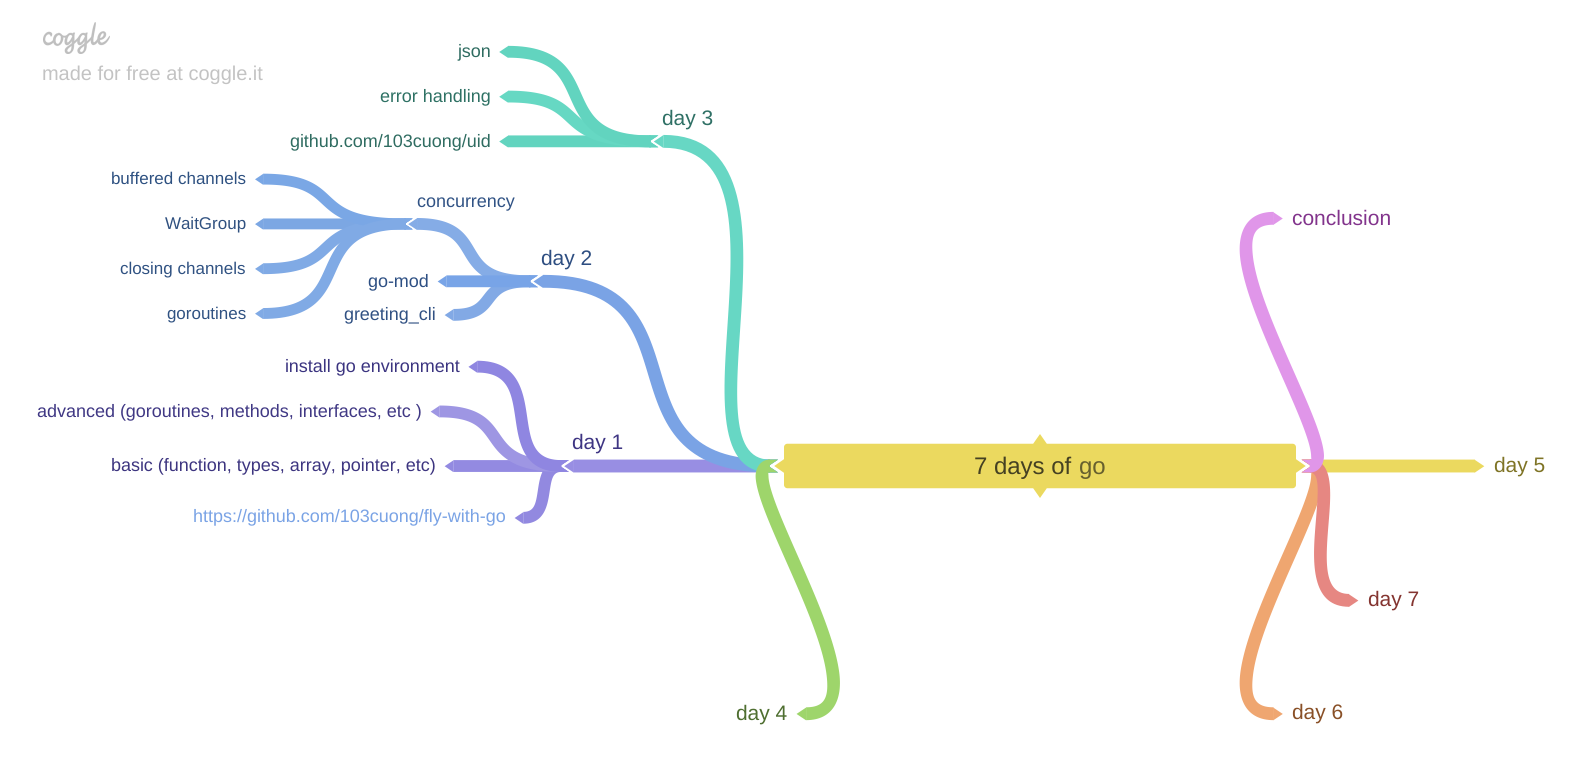 coggle
made for free at coggle.it
json
error handling
github.com/103cuong/uid
day 3
buffered channels
WaitGroup
closing channels
goroutines
concurrency
go-mod
greeting_cli
day 2
install go environment
advanced (goroutines, methods, interfaces, etc )
basic (function, types, array, pointer, etc)
https://github.com/103cuong/fly-with-go
day 1
day 4
7 days of go
conclusion
day 5
day 7
day 6